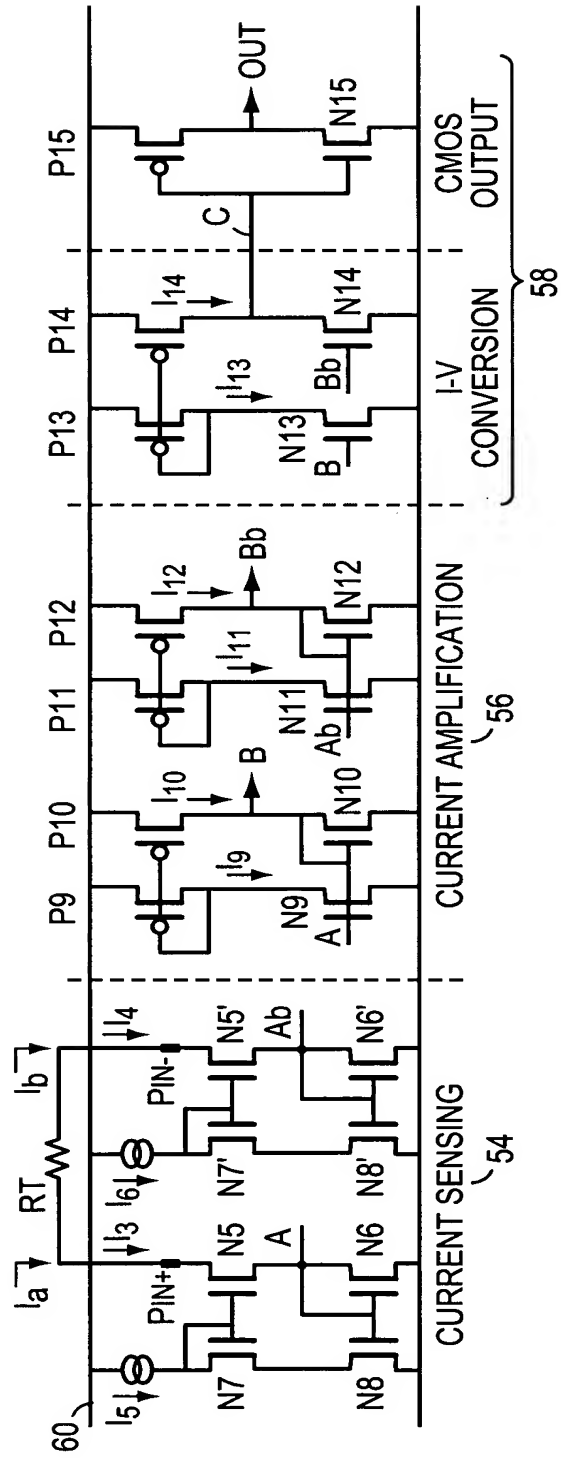 60
I5
N7
N8
Ia
I3
PIN+
N5
A
N6
RT
I6
N7'
N8'
Ib
I4
PIN-
N5'
Ab
N6'
CURRENT SENSING
54
P9
P10
I9
I10
N9
A
B
N10
P11
P12
I11
I12
N11
Ab
Bb
N12
CURRENT AMPLIFICATION
56
P13
P14
I13
I14
N13
B
Bb
N14
I-V
CONVERSION
C
P15
OUT
N15
CMOS
OUTPUT
58